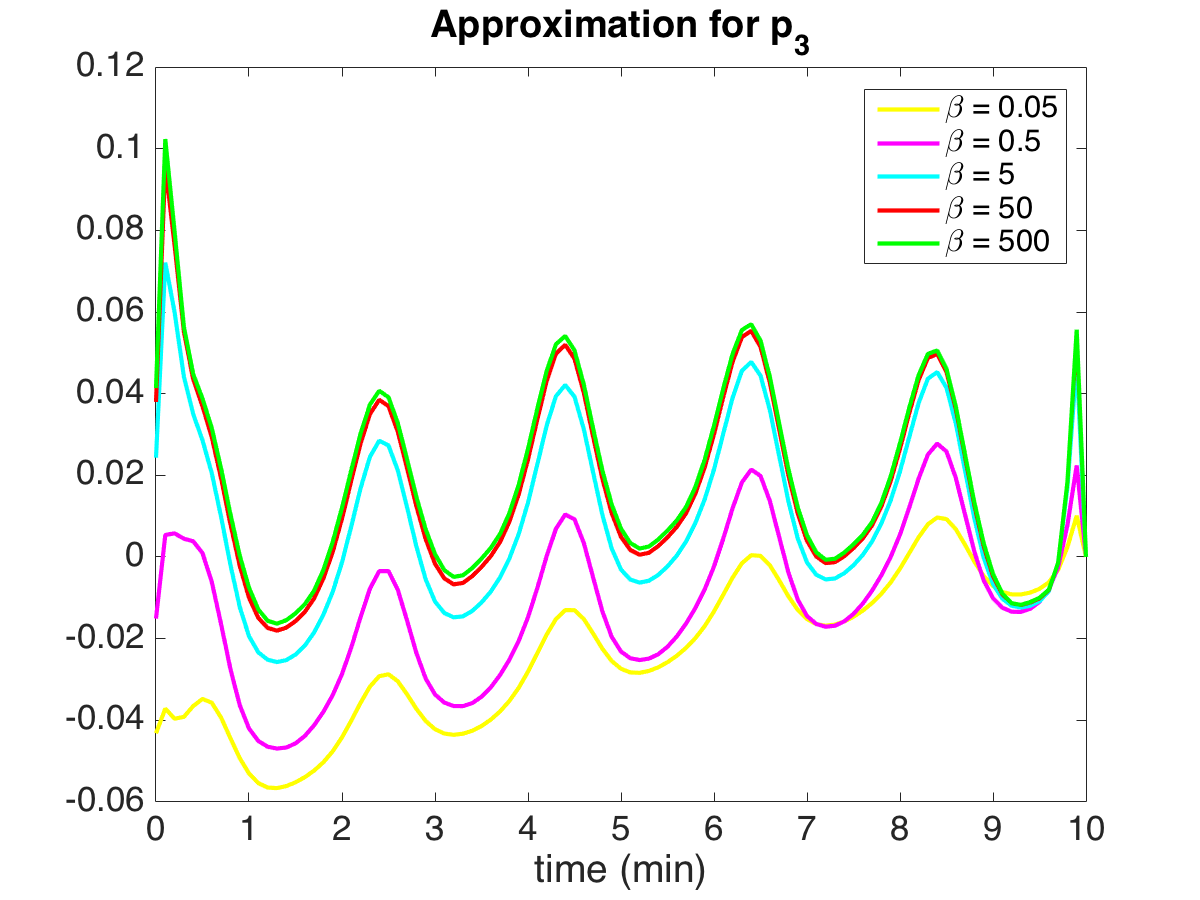 Approximation for p₃
0.12
0.1
0.08
0.06
0.04
0.02
0
-0.02
-0.04
-0.06
β = 0.05
β = 0.5
β = 5
β = 50
β = 500
0 1 2 3 4 5 6 7 8 9 10
time (min)